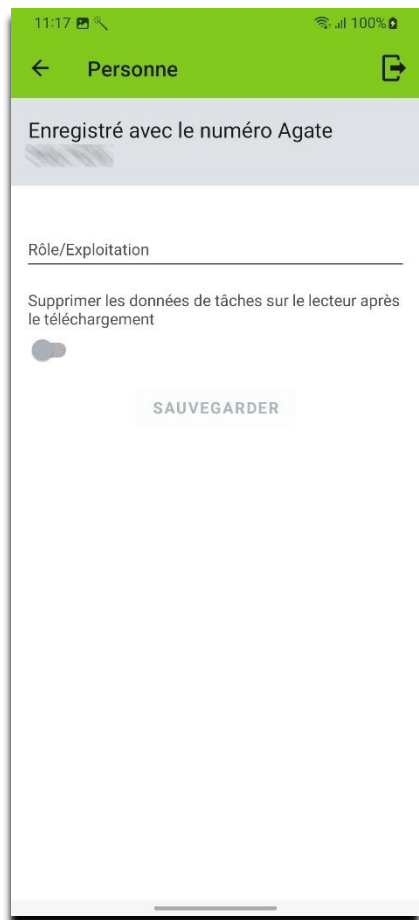 11:17 100%
Personne
Enregistré avec le numéro Agate
Rôle/Exploitation
Supprimer les données de tâches sur le lecteur après
le téléchargement
SAUVEGARDER